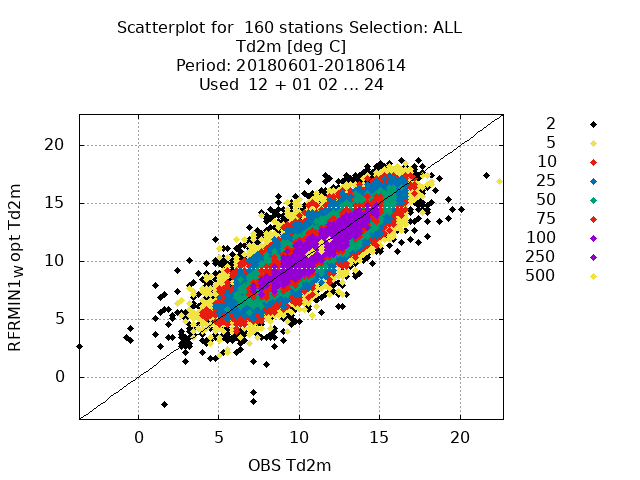 Scatterplot for  160 stations Selection: ALL
Td2m [deg C]
Period: 20180601-20180614
Used  12 + 01 02 ... 24
RFRMIN1w opt Td2m
20
15
10
5
0
0 5 10 15 20
OBS Td2m
2
5
10
25
50
75
100
250
500